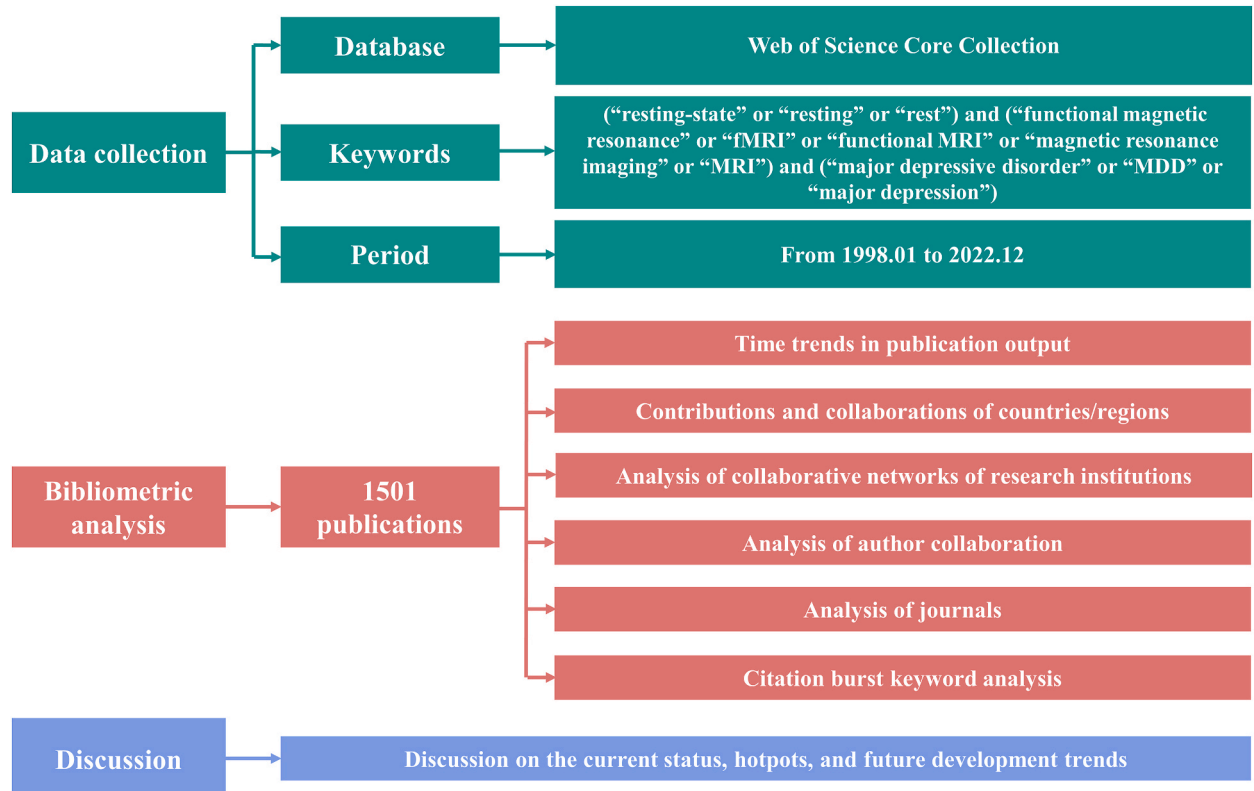 Database
Web of Science Core Collection
Data collection
Keywords
(“resting-state” or “resting” or “rest”) and (“functional magnetic
resonance” or “fMRI” or “functional MRI” or “magnetic resonance
imaging” or “MRI”) and (“major depressive disorder” or “MDD” or
“major depression”)
Period
From 1998.01 to 2022.12
Bibliometric
analysis
1501
publications
Time trends in publication output
Contributions and collaborations of countries/regions
Analysis of collaborative networks of research institutions
Analysis of author collaboration
Analysis of journals
Citation burst keyword analysis
Discussion
Discussion on the current status, hotpots, and future development trends